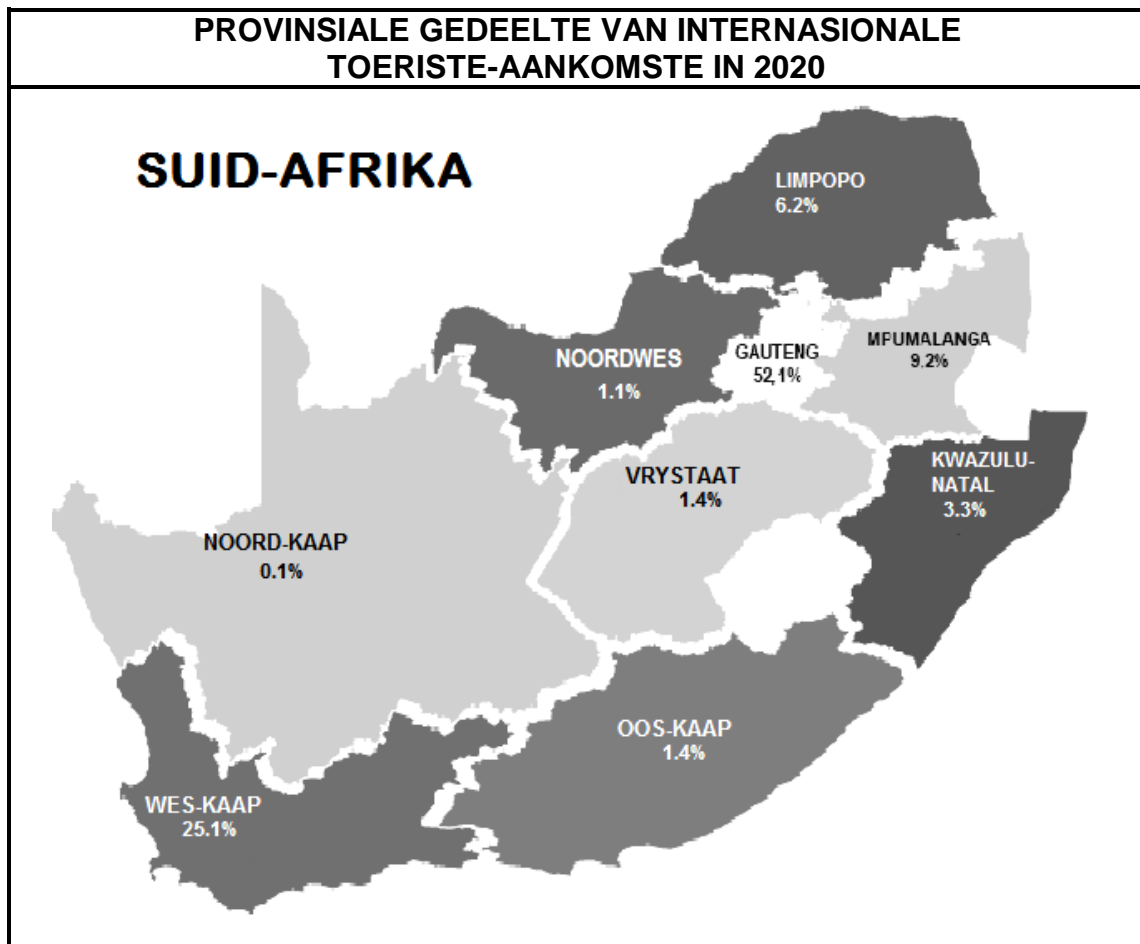 PROVINSIALE GEDEELTE VAN INTERNASIONALE
TOERISTE-AANKOMSTE IN 2020
SUID-AFRIKA
LIMPOPO
6.2%
MPUMALANGA
9.2%
GAUTENG
52,1%
NOORDWES
1.1%
KWAZULU-
NATAL
3.3%
VRYSTAAT
1.4%
NOORD-KAAP
0.1%
OOS-KAAP
1.4%
WES-KAAP
25.1%